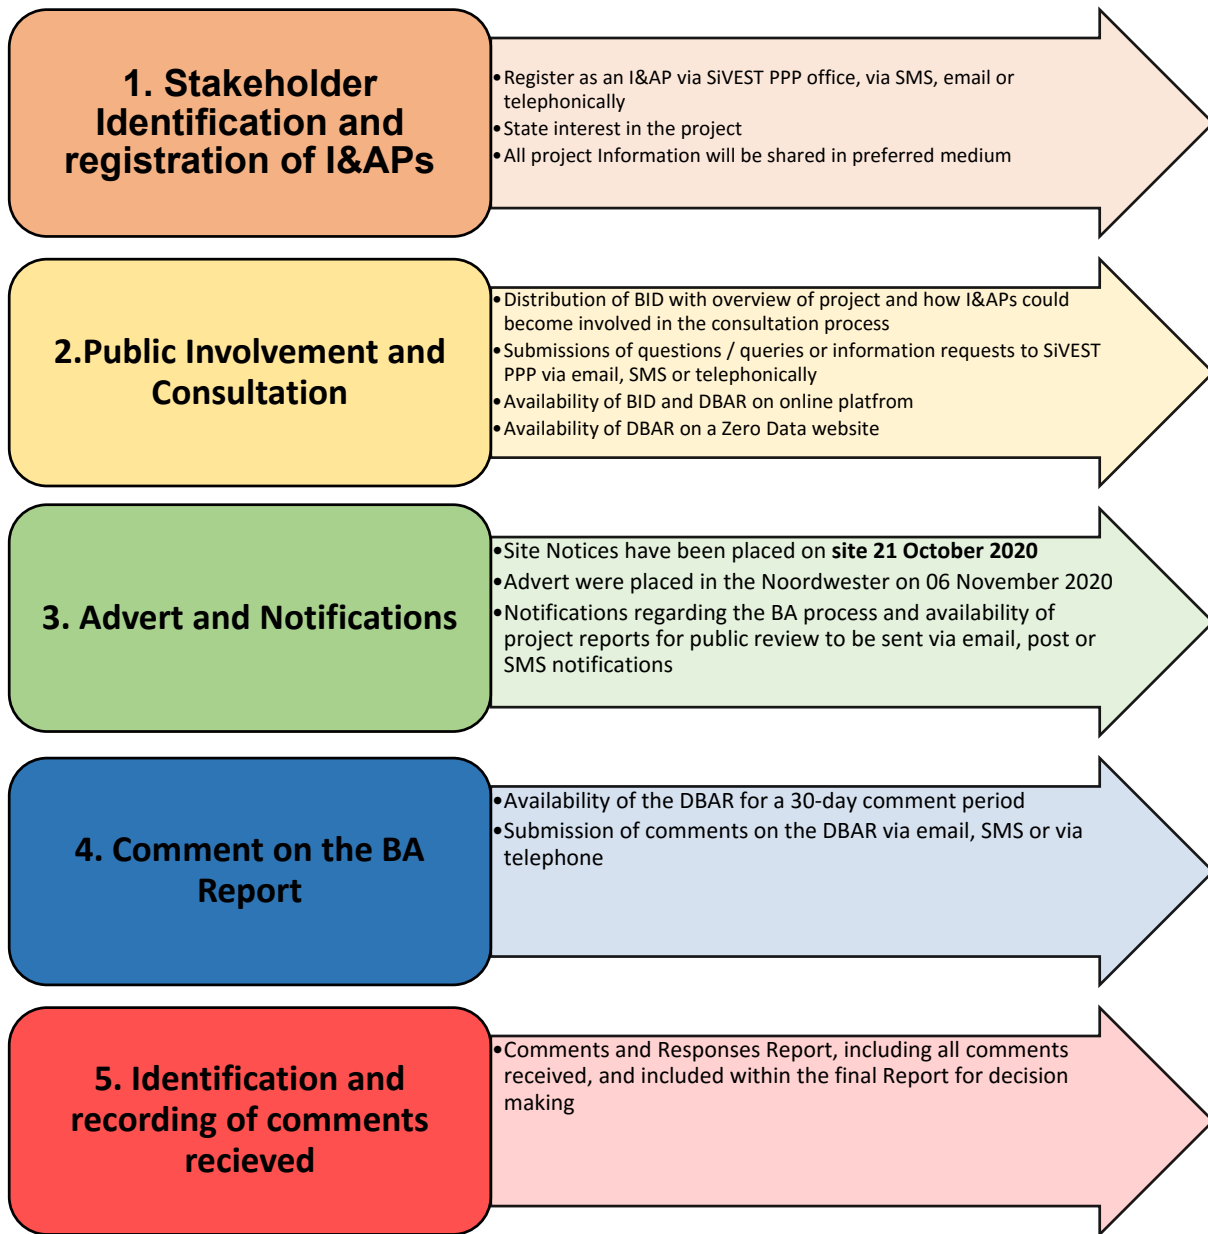 1. Stakeholder
Identification and
registration of I&APs
•Register as an I&AP via SiVEST PPP office, via SMS, email or
telephonically
•State interest in the project
•All project Information will be shared in preferred medium
2.Public Involvement and
Consultation
•Distribution of BID with overview of project and how I&APs could
become involved in the consultation process
•Submissions of questions / queries or information requests to SiVEST
PPP via email, SMS or telephonically
•Availability of BID and DBAR on online platfrom
•Availability of DBAR on a Zero Data website
3. Advert and Notifications
•Site Notices have been placed on site 21 October 2020
•Advert were placed in the Noordwester on 06 November 2020
•Notifications regarding the BA process and availability of
project reports for public review to be sent via email, post or
SMS notifications
4. Comment on the BA
Report
•Availability of the DBAR for a 30-day comment period
•Submission of comments on the DBAR via email, SMS or via
telephone
5. Identification and
recording of comments
recieved
•Comments and Responses Report, including all comments
received, and included within the final Report for decision
making